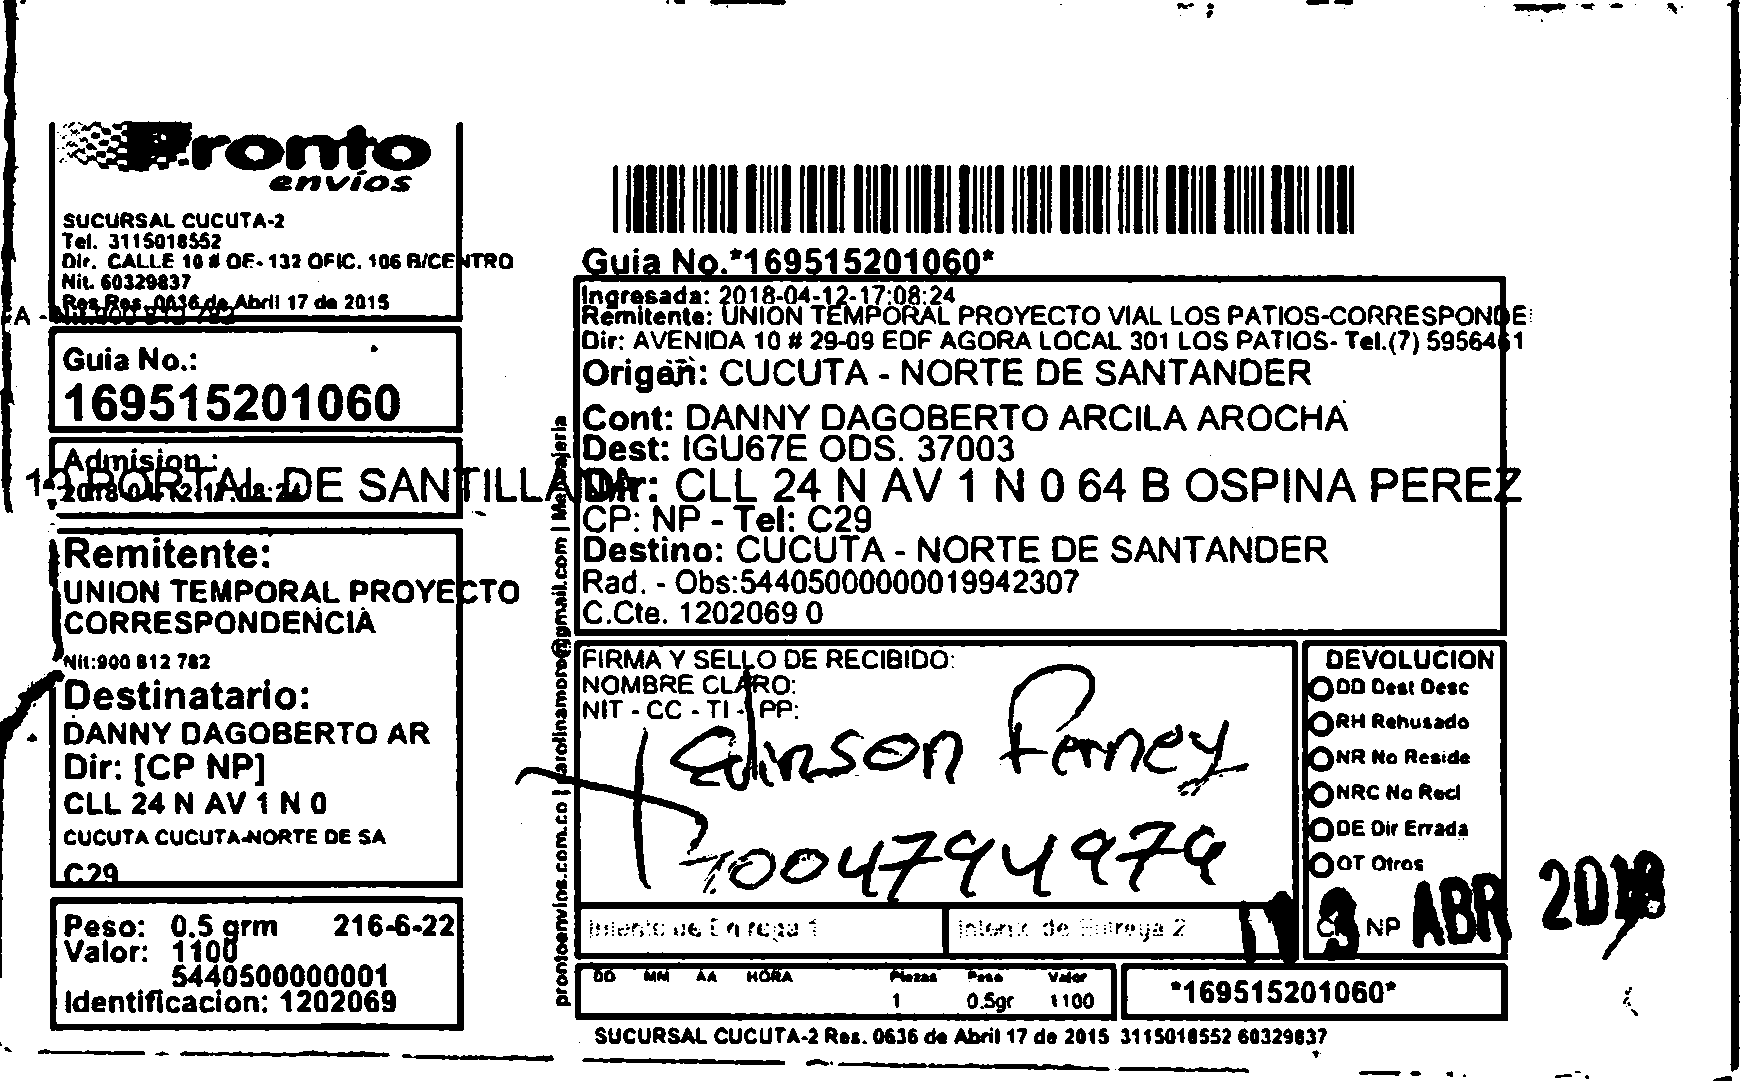 Pronto
envíos
SUCURSAL CUCUTA-2
Tel. 3115018552
Dir. CALLE 10 # OE- 132 OFIC. 106 B/CENTRO
Nit. 60329837
Res Res. 0636 de Abril 17 de 2015
Guia No.:
169515201060
Admision:
PORTAL DE SANTILLANA
Remitente:
UNION TEMPORAL PROYECTO
CORRESPONDENCIA
Nit:900 812 782
Destinatario:
DANNY DAGOBERTO AR
Dir: [CP NP]
CLL 24 N AV 1 N 0
CUCUTA CUCUTA-NORTE DE SA
C29
Peso: 0.5 grm 216-6-22
Valor: 1100
5440500000001
Identificacion: 1202069
prontoenvios.com.co | carolinamoro@gmail.com | Mensajeria
Guia No.*169515201060*
Ingresada: 2018-04-12-17:08:24
Remitente: UNION TEMPORAL PROYECTO VIAL LOS PATIOS-CORRESPONDE
Dir: AVENIDA 10 # 29-09 EDF AGORA LOCAL 301 LOS PATIOS- Tel.(7) 5956461
Origen: CUCUTA - NORTE DE SANTANDER
Cont: DANNY DAGOBERTO ARCILA AROCHA
Dest: IGU67E ODS. 37003
Dir: CLL 24 N AV 1 N 0 64 B OSPINA PEREZ
CP: NP - Tel: C29
Destino: CUCUTA - NORTE DE SANTANDER
Rad. - Obs:54405000000019942307
C.Cte. 1202069 0
FIRMA Y SELLO DE RECIBIDO:
NOMBRE CLARO:
NIT - CC - TI - PP:
Edinson Ferney
1004794979
Intento de Entrega 1
Intento de Entrega 2
DEVOLUCION
DD Dest Desc
RH Rehusado
NR No Reside
NRC No Recl
DE Dir Errada
OT Otros
NP
13 ABR 2018
DD MM AA HORA Piezas Peso Valor
1 0.5gr 1100
*169515201060*
SUCURSAL CUCUTA-2 Res. 0636 de Abril 17 de 2015 3115018552 60329837